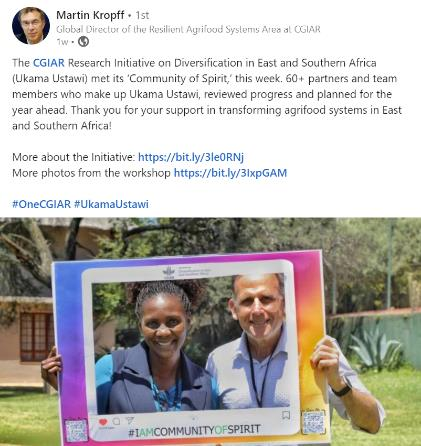 Martin Kropff • 1st
Global Director of the Resilient Agrifood Systems Area at CGIAR
1w •
The CGIAR Research Initiative on Diversification in East and Southern Africa
(Ukama Ustawi) met its 'Community of Spirit,' this week. 60+ partners and team
members who make up Ukama Ustawi, reviewed progress and planned for the
year ahead. Thank you for your support in transforming agrifood systems in East
and Southern Africa!
More about the Initiative: https://bit.ly/3le0RNj
More photos from the workshop https://bit.ly/3IxpGAM
#OneCGIAR #UkamaUstawi
#IAMCOMMUNITYOFSPIRIT